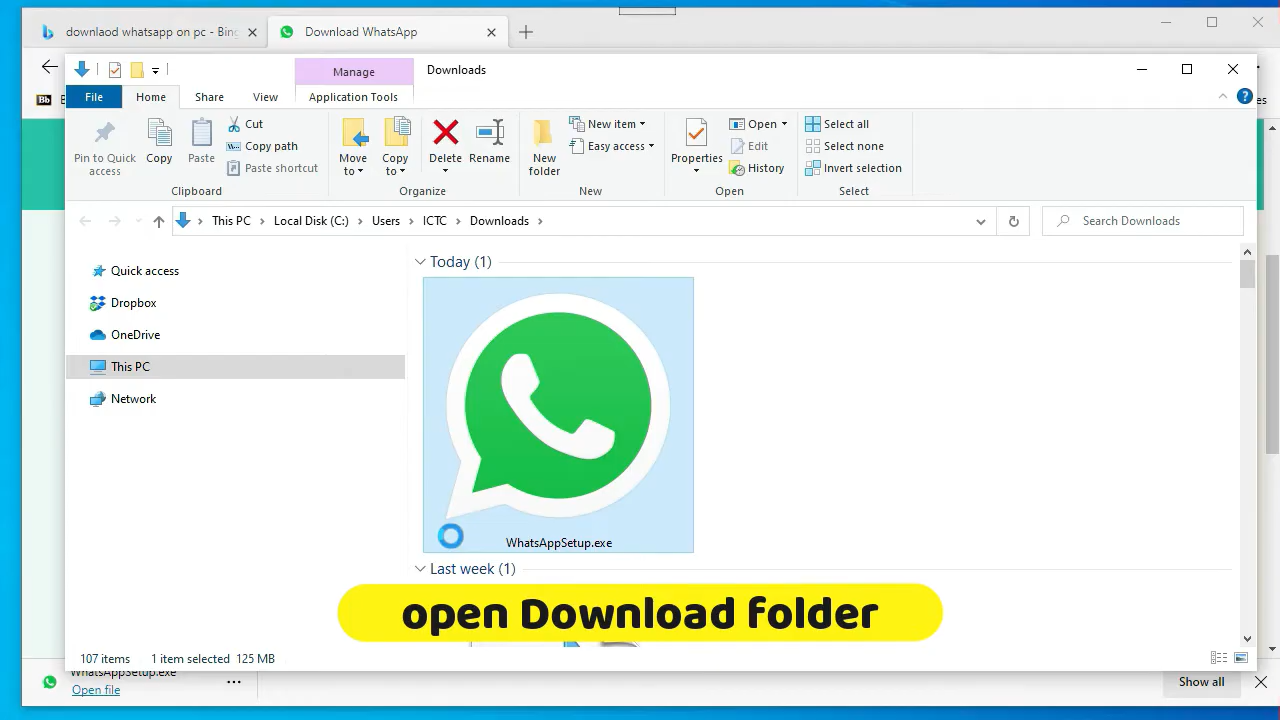 downlaod whatsapp on pc - Bing
Download WhatsApp
Manage
Downloads
File
Home
Share
View
Application Tools
Pin to Quick access
Copy
Paste
Cut
Copy path
Paste shortcut
Clipboard
Move to
Copy to
Delete
Rename
Organize
New folder
New item
Easy access
New
Properties
Open
Edit
History
Open
Select all
Select none
Invert selection
Select
This PC > Local Disk (C:) > Users > ICTC > Downloads >
Search Downloads
Quick access
Dropbox
OneDrive
This PC
Network
Today (1)
WhatsAppSetup.exe
Last week (1)
open Download folder
107 items 1 item selected 125 MB
WhatsAppSetup.exe
Open file
Show all